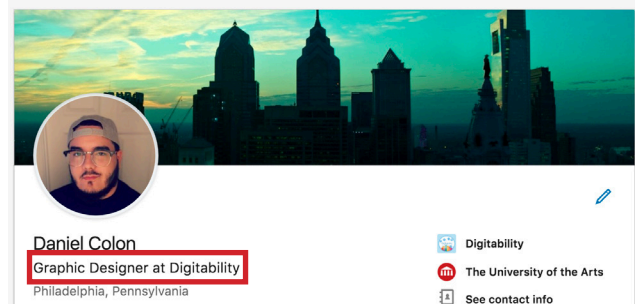 Daniel Colon
Graphic Designer at Digitability
Philadelphia, Pennsylvania
Digitability
The University of the Arts
See contact info